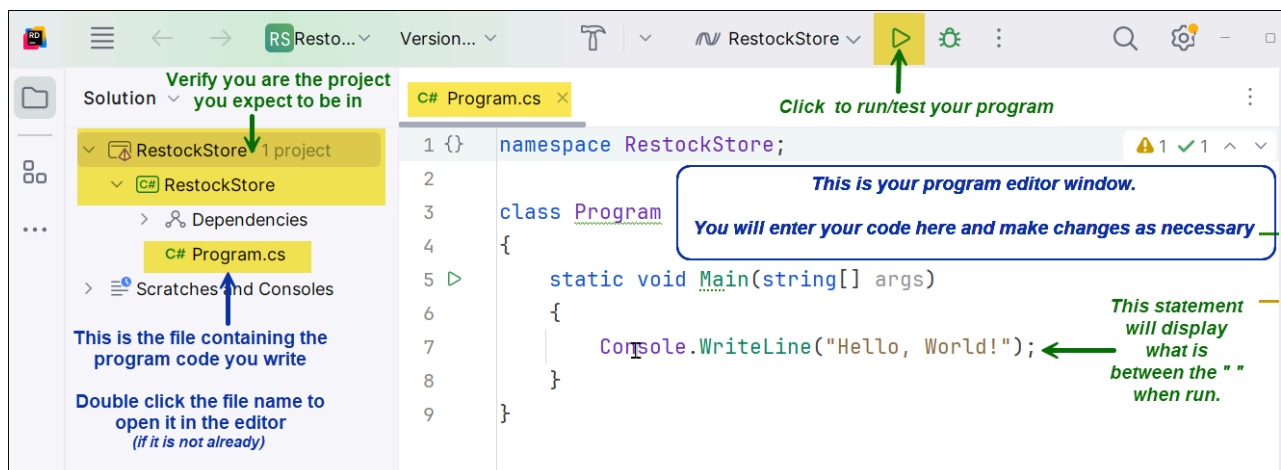 RD
RS Resto...
Version...
RestockStore
Verify you are the project
you expect to be in
Solution
C# Program.cs
Click to run/test your program
RestockStore 1 project
C# RestockStore
Dependencies
C# Program.cs
Scratches and Consoles
This is the file containing the
program code you write
Double click the file name to
open it in the editor
(if it is not already)
1 {} namespace RestockStore;
1 1
2
This is your program editor window.
You will enter your code here and make changes as necessary
3 class Program
4 {
5 static void Main(string[] args)
6 {
7 Console.WriteLine("Hello, World!");
8 }
9 }
This statement
will display
what is
between the " "
when run.